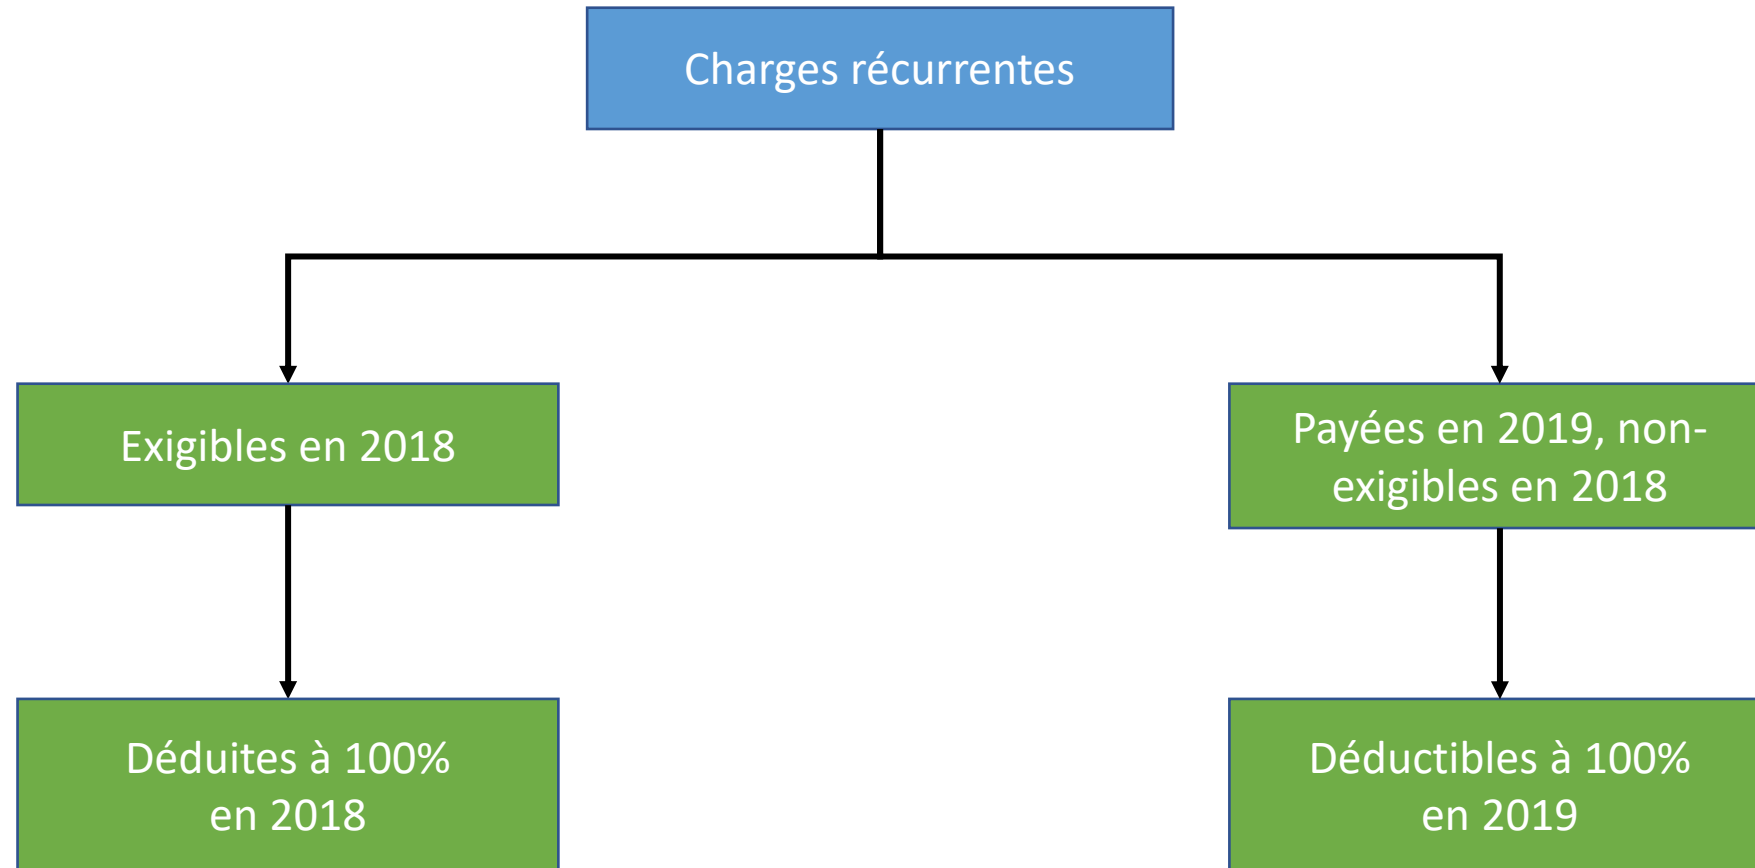 Charges récurrentes
Exigibles en 2018
Payées en 2019, non-
exigibles en 2018
Déduites à 100%
en 2018
Déductibles à 100%
en 2019